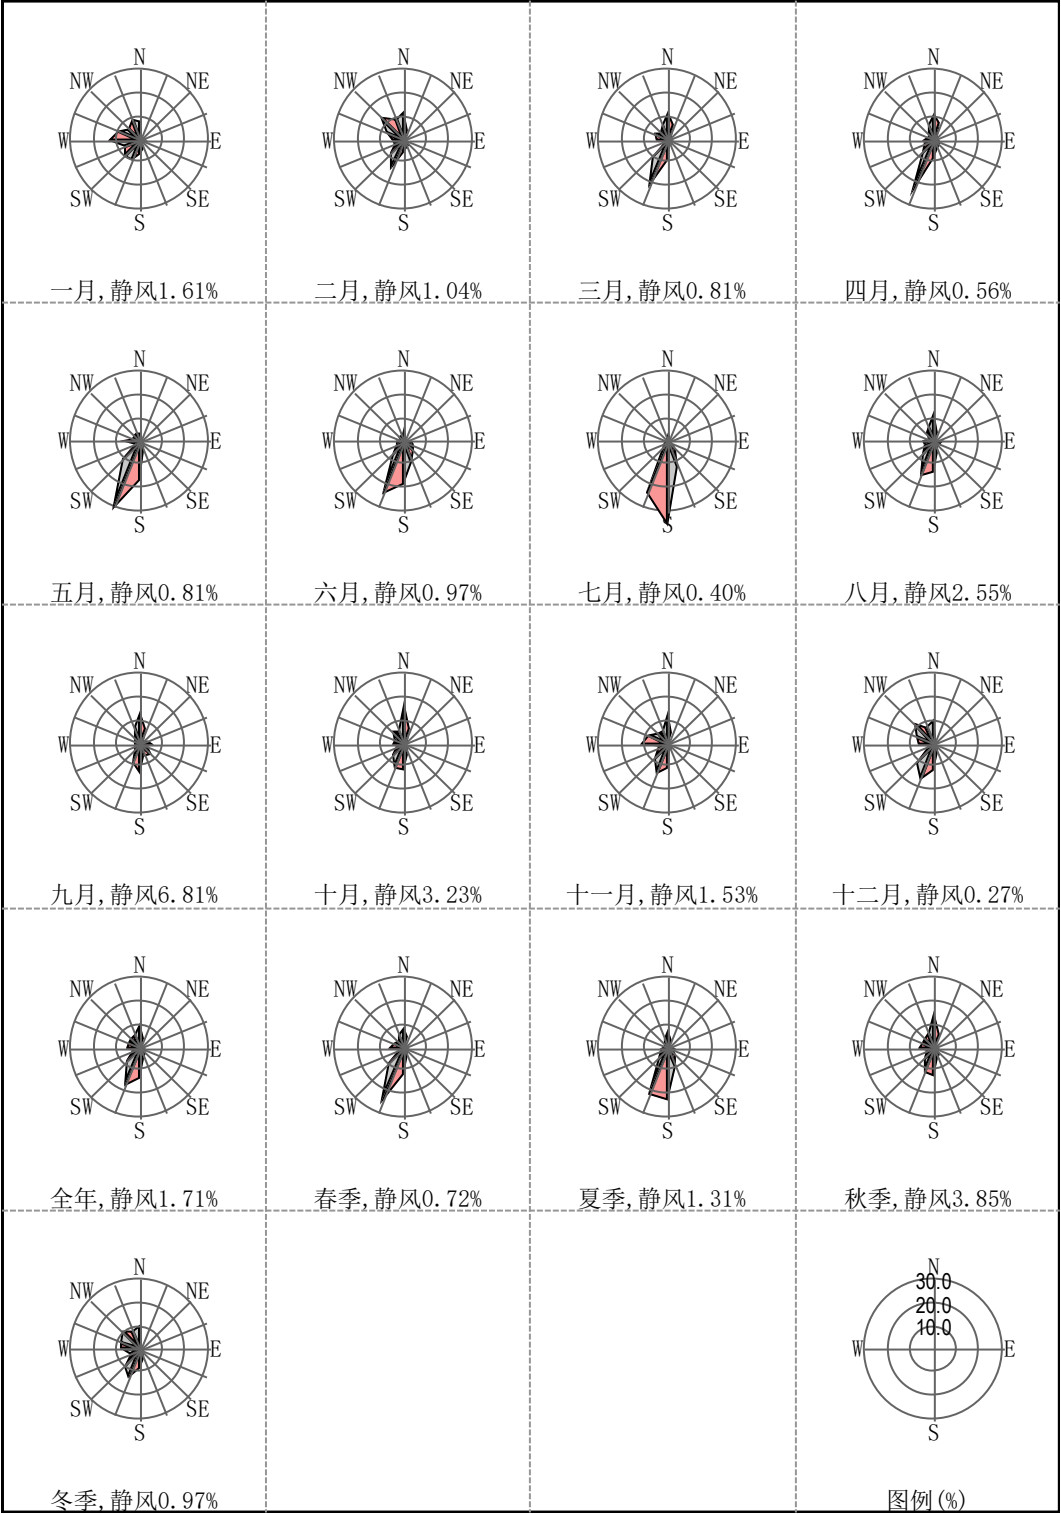 N
NW NE
W E
SW SE
S
一月,静风1.61%
N
NW NE
W E
SW SE
S
二月,静风1.04%
N
NW NE
W E
SW SE
S
三月,静风0.81%
N
NW NE
W E
SW SE
S
四月,静风0.56%
N
NW NE
W E
SW SE
S
五月,静风0.81%
N
NW NE
W E
SW SE
S
六月,静风0.97%
N
NW NE
W E
SW SE
S
七月,静风0.40%
N
NW NE
W E
SW SE
S
八月,静风2.55%
N
NW NE
W E
SW SE
S
九月,静风6.81%
N
NW NE
W E
SW SE
S
十月,静风3.23%
N
NW NE
W E
SW SE
S
十一月,静风1.53%
N
NW NE
W E
SW SE
S
十二月,静风0.27%
N
NW NE
W E
SW SE
S
全年,静风1.71%
N
NW NE
W E
SW SE
S
春季,静风0.72%
N
NW NE
W E
SW SE
S
夏季,静风1.31%
N
NW NE
W E
SW SE
S
秋季,静风3.85%
N
NW NE
W E
SW SE
S
冬季,静风0.97%
N
30.0
20.0
10.0
W E
S
图例(%)